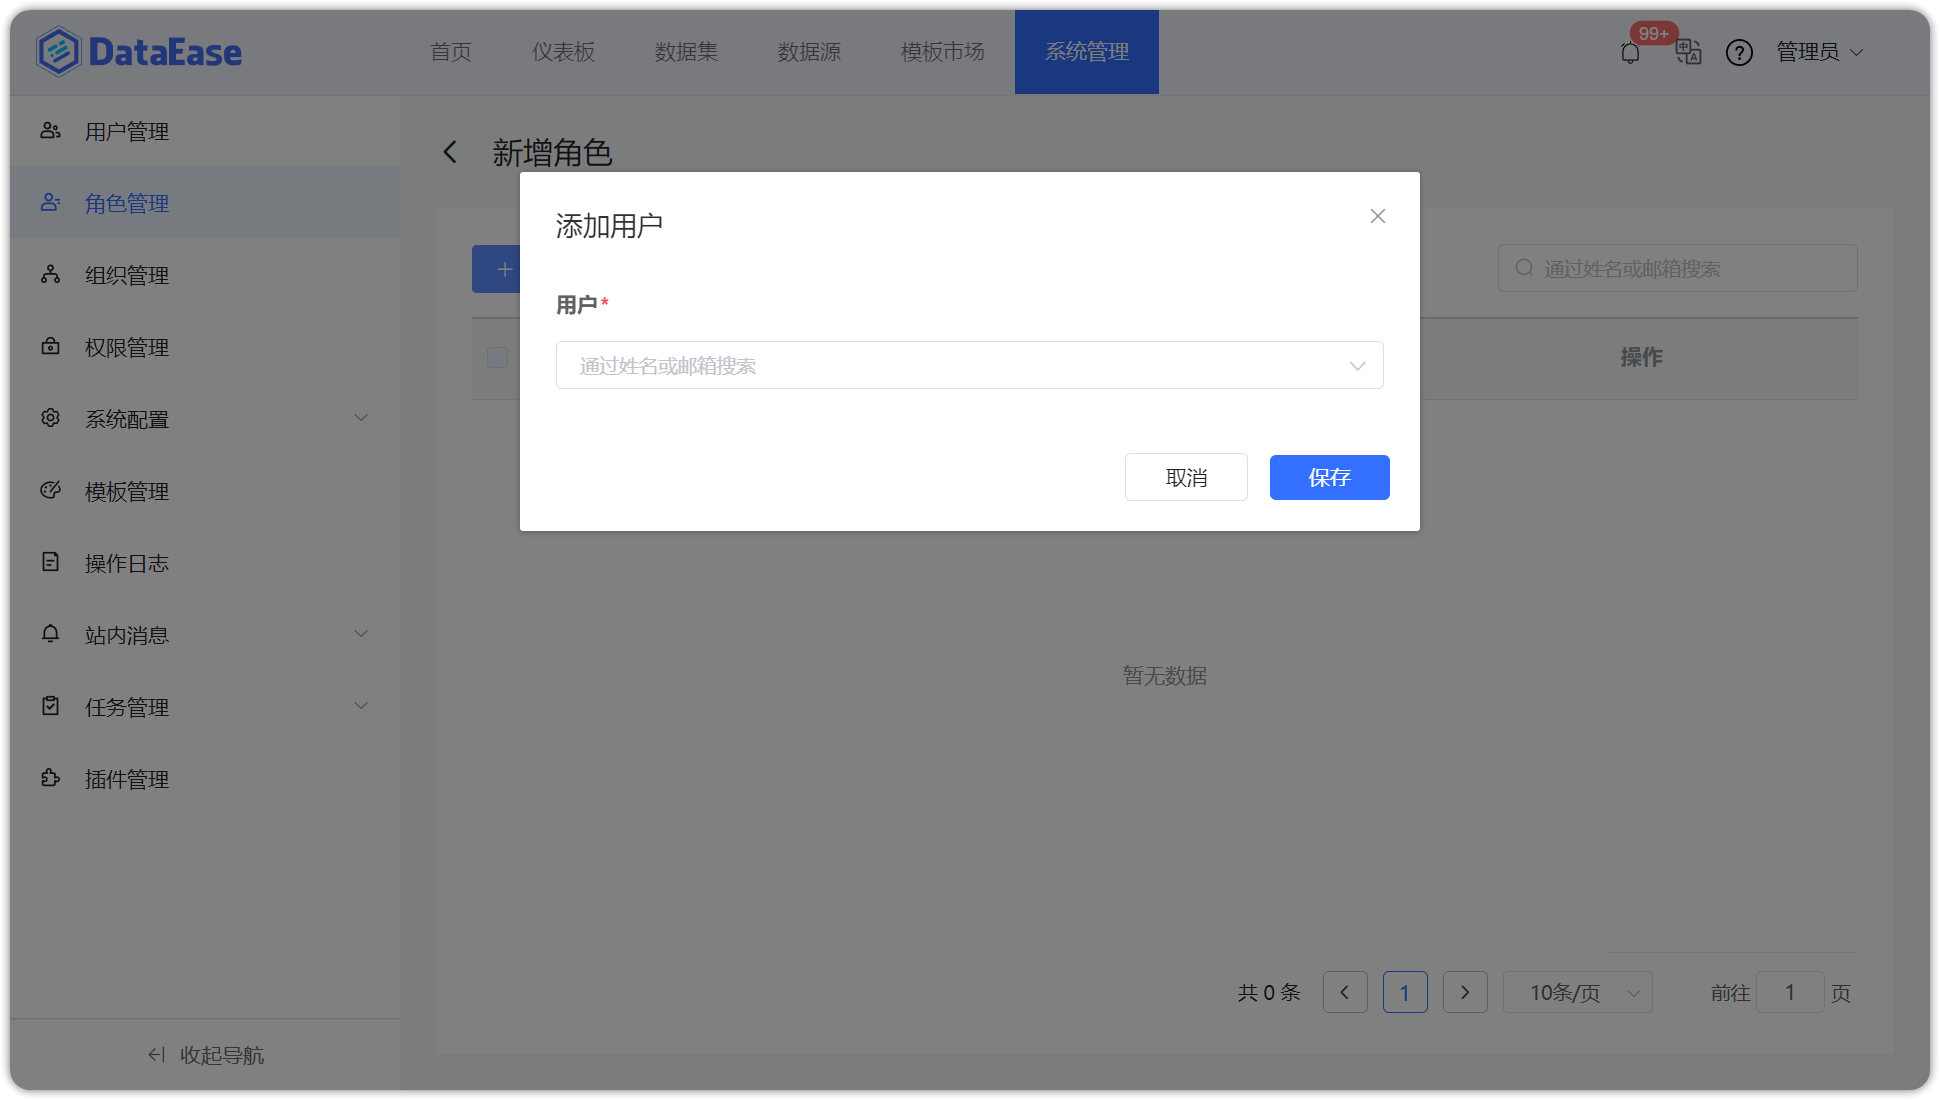 DataEase
首页
仪表板
数据集
数据源
模板市场
系统管理
99+
管理员
用户管理
角色管理
组织管理
权限管理
系统配置
模板管理
操作日志
站内消息
任务管理
插件管理
收起导航
新增角色
通过姓名或邮箱搜索
操作
添加用户
用户*
通过姓名或邮箱搜索
取消
保存
暂无数据
共 0 条
1
10条/页
前往 1 页